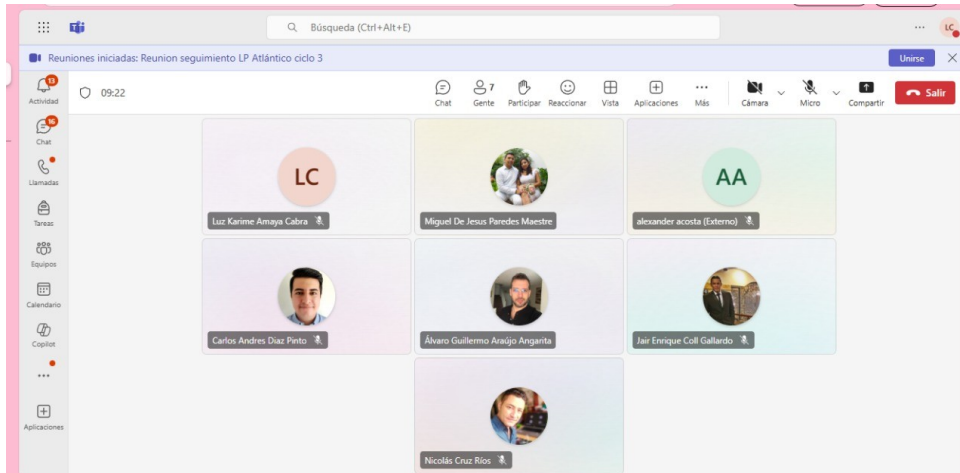 Búsqueda (Ctrl+Alt+E)
LC
Reuniones iniciadas: Reunion seguimiento LP Atlántico ciclo 3
Unirse
13
Actividad
09:22
Chat
7
Gente
Participar
Reaccionar
Vista
Aplicaciones
Más
Cámara
Micro
Compartir
Salir
16
Chat
Llamadas
Tareas
Equipos
Calendario
Copilot
Aplicaciones
LC
Luz Karime Amaya Cabra
Miguel De Jesus Paredes Maestre
AA
alexander acosta (Externo)
Carlos Andres Diaz Pinto
Álvaro Guillermo Araújo Angarita
Jair Enrique Coll Gallardo
Nicolás Cruz Ríos